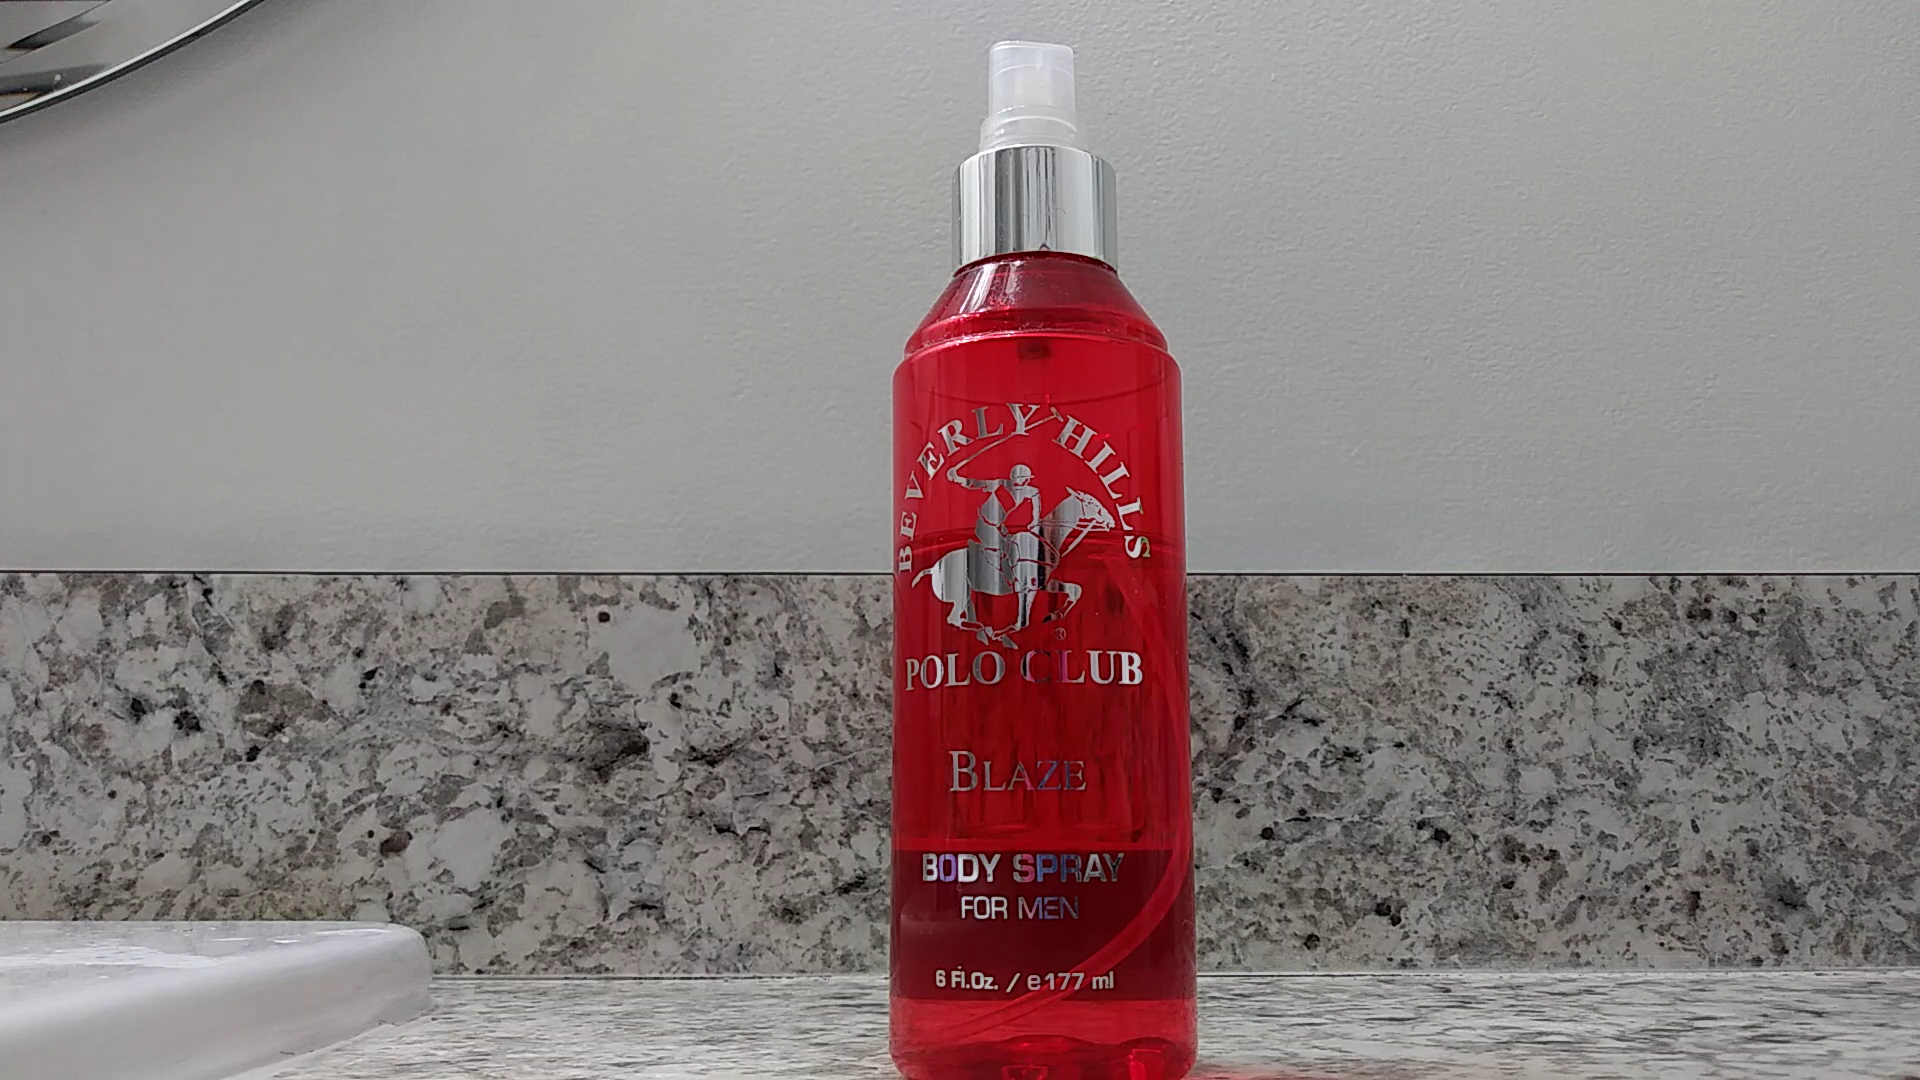 BEVERLY HILLS
®
POLO CLUB
BLAZE
BODY SPRAY
FOR MEN
6 Fl.Oz. / e177 ml